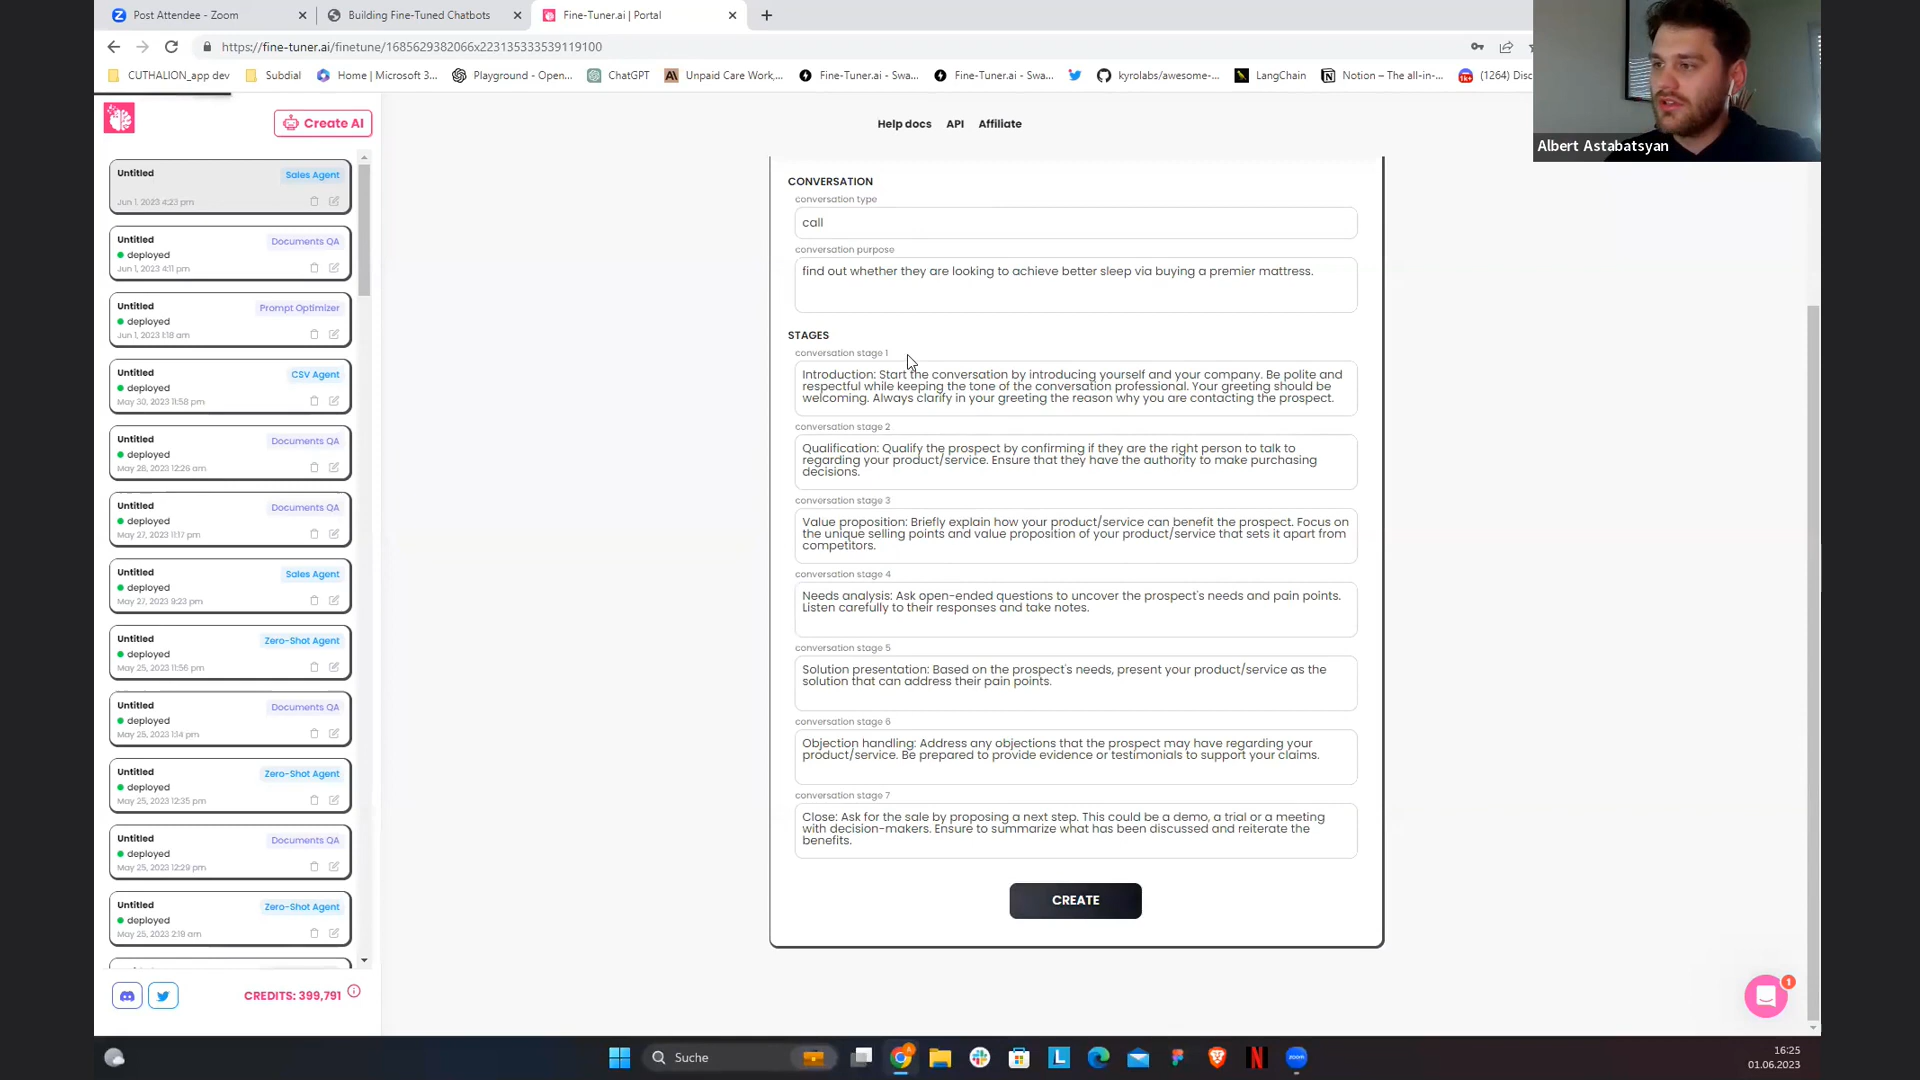 Post Attendee - Zoom
Building Fine-Tuned Chatbots
Fine-Tuner.ai | Portal
https://fine-tuner.ai/finetune/1685629382066x223135333539119100
CUTHALION_app dev
Subdial
Home | Microsoft 3...
Playground - Open...
ChatGPT
Unpaid Care Work,...
Fine-Tuner.ai - Swa...
Fine-Tuner.ai - Swa...
kyrolabs/awesome-...
LangChain
Notion – The all-in-...
(1264) Disc
Albert Astabatsyan
Create AI
Help docs
API
Affiliate
Untitled
Sales Agent
Jun 1, 2023 4:23 pm
Untitled
Documents QA
deployed
Jun 1, 2023 4:11 pm
Untitled
Prompt Optimizer
deployed
Jun 1, 2023 1:18 am
Untitled
CSV Agent
deployed
May 30, 2023 11:58 pm
Untitled
Documents QA
deployed
May 28, 2023 12:26 am
Untitled
Documents QA
deployed
May 27, 2023 11:17 pm
Untitled
Sales Agent
deployed
May 27, 2023 9:23 pm
Untitled
Zero-Shot Agent
deployed
May 25, 2023 11:56 pm
Untitled
Documents QA
deployed
May 25, 2023 1:14 pm
Untitled
Zero-Shot Agent
deployed
May 25, 2023 12:35 pm
Untitled
Documents QA
deployed
May 25, 2023 12:29 pm
Untitled
Zero-Shot Agent
deployed
May 25, 2023 2:19 am
CREDITS: 399,791
CONVERSATION
conversation type
call
conversation purpose
find out whether they are looking to achieve better sleep via buying a premier mattress.
STAGES
conversation stage 1
Introduction: Start the conversation by introducing yourself and your company. Be polite and
respectful while keeping the tone of the conversation professional. Your greeting should be
welcoming. Always clarify in your greeting the reason why you are contacting the prospect.
conversation stage 2
Qualification: Qualify the prospect by confirming if they are the right person to talk to
regarding your product/service. Ensure that they have the authority to make purchasing
decisions.
conversation stage 3
Value proposition: Briefly explain how your product/service can benefit the prospect. Focus on
the unique selling points and value proposition of your product/service that sets it apart from
competitors.
conversation stage 4
Needs analysis: Ask open-ended questions to uncover the prospect's needs and pain points.
Listen carefully to their responses and take notes.
conversation stage 5
Solution presentation: Based on the prospect's needs, present your product/service as the
solution that can address their pain points.
conversation stage 6
Objection handling: Address any objections that the prospect may have regarding your
product/service. Be prepared to provide evidence or testimonials to support your claims.
conversation stage 7
Close: Ask for the sale by proposing a next step. This could be a demo, a trial or a meeting
with decision-makers. Ensure to summarize what has been discussed and reiterate the
benefits.
CREATE
1
Suche
16:25
01.06.2023